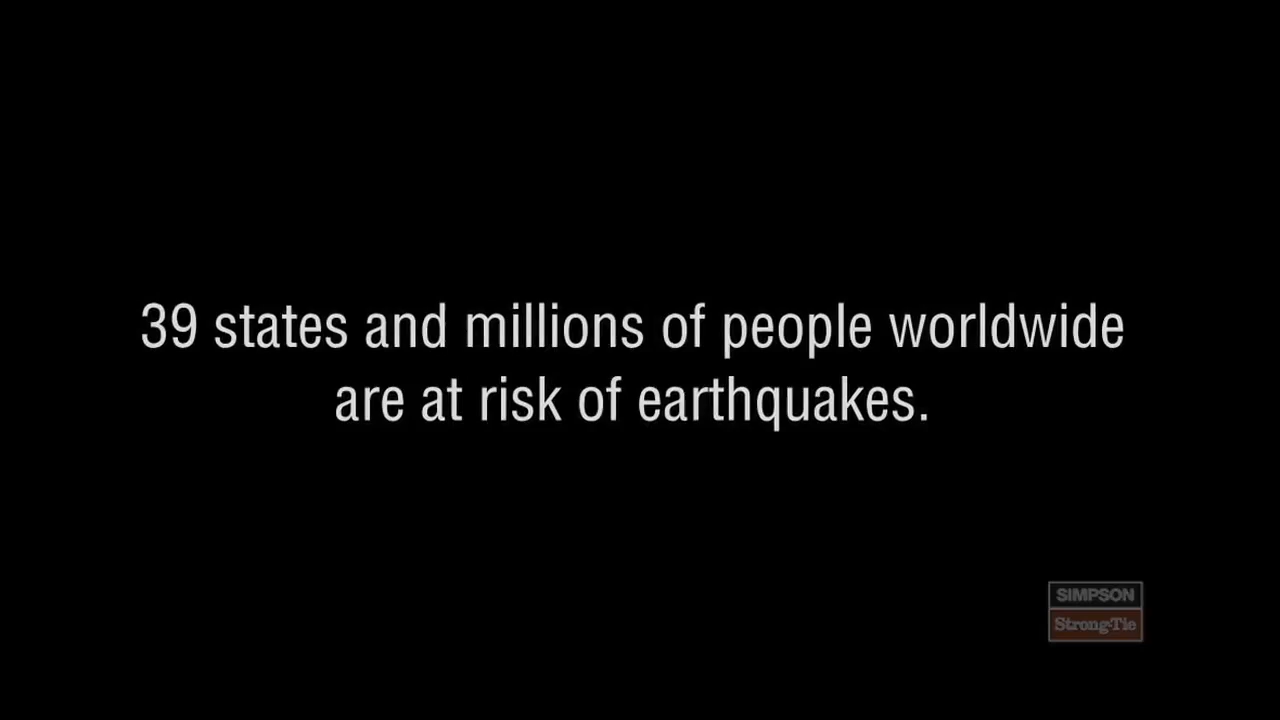 39 states and millions of people worldwide
are at risk of earthquakes.
SIMPSON
Strong-Tie